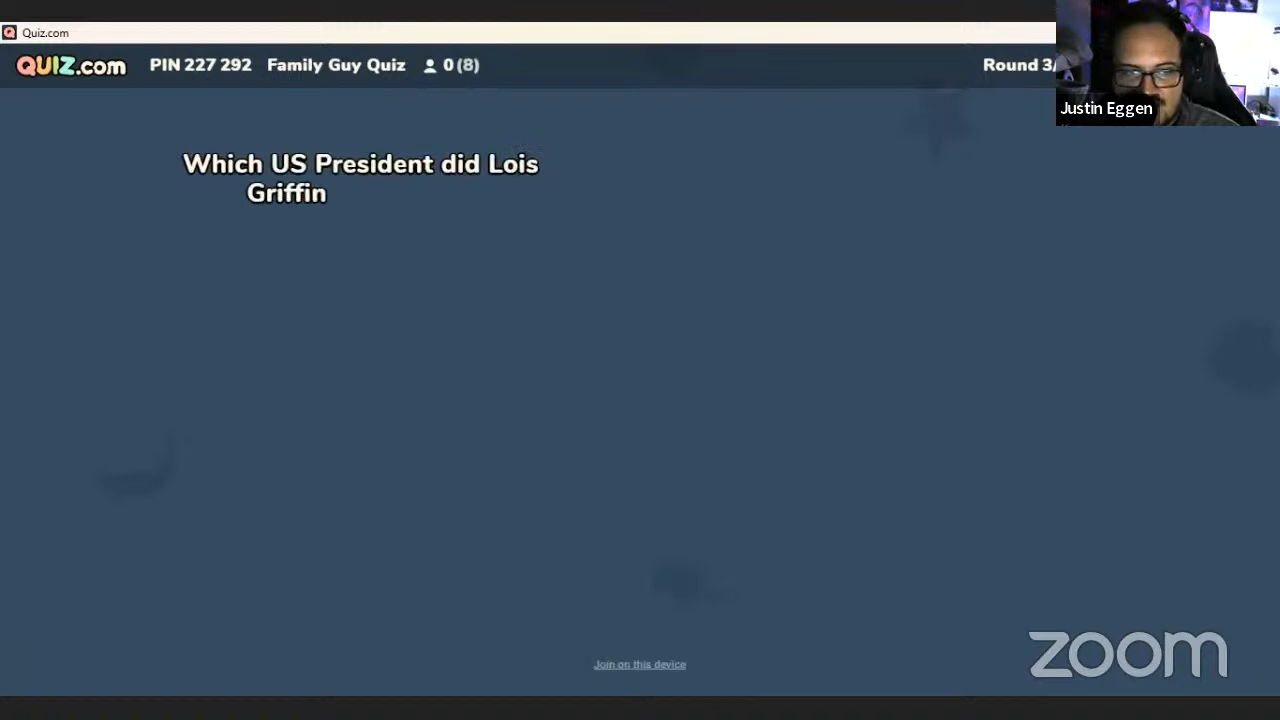 Quiz.com
QUIZ.com PIN 227 292 Family Guy Quiz 0 (8) Round 3/
Justin Eggen
Which US President did Lois
Griffin
Join on this device
zoom